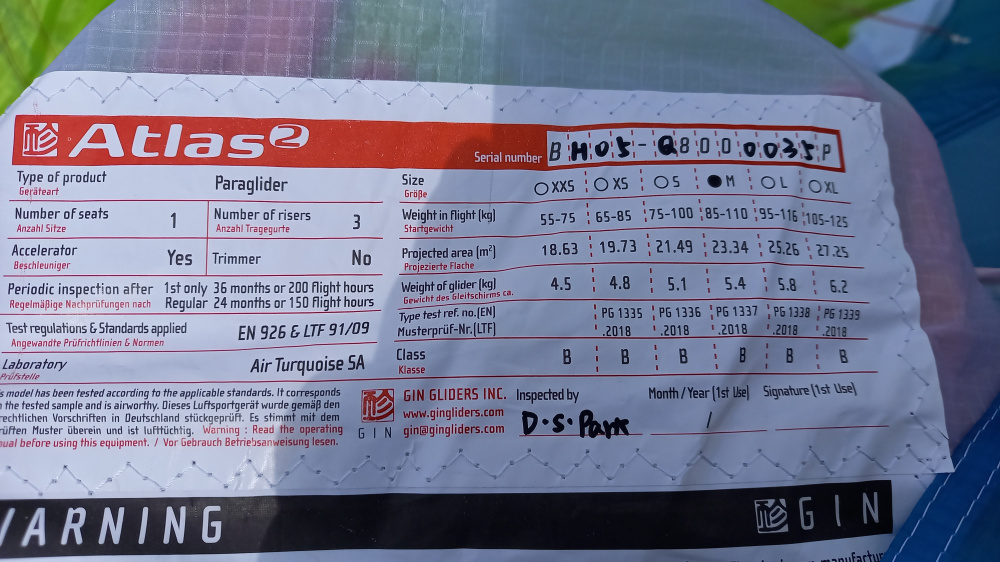 Atlas2
Serial number BH05-Q8000035P
Type of product Paraglider
Geräteart
Number of seats 1 Number of risers 3
Anzahl Sitze Anzahl Tragegurte
Accelerator Yes Trimmer No
Beschleuniger
Periodic inspection after 1st only 36 months or 200 flight hours
Regelmäßige Nachprüfungen nach Regular 24 months or 150 flight hours
Test regulations & Standards applied EN 926 & LTF 91/09
Angewandte Prüfrichtlinien & Normen
Laboratory Air Turquoise SA
Prüfstelle
Size XXS XS S M L XL
Größe
Weight in flight (kg) 55-75 65-85 75-100 85-110 95-116 105-125
Startgewicht
Projected area (m²) 18.63 19.73 21.49 23.34 25.26 27.25
Projezierte Flache
Weight of glider (kg) 4.5 4.8 5.1 5.4 5.8 6.2
Gewicht des Gleitschirms ca.
Type test ref. no.(EN) PG 1335 PG 1336 PG 1337 PG 1338 PG 1339
Musterprüf-Nr.(LTF) .2018 .2018 .2018 .2018 .2018
Class B B B B B B
Klasse
s model has been tested according to the applicable standards. It corresponds
the tested sample and is airworthy. Dieses Luftsportgerät wurde gemäß den
rechtlichen Vorschriften in Deutschland stückgeprüft. Es stimmt mit dem
rüften Muster überein und ist lufttüchtig. Warning : Read the operating
ual before using this equipment. / Vor Gebrauch Betriebsanweisung lesen.
GIN
GIN GLIDERS INC.
www.gingliders.com
gin@gingliders.com
Inspected by Month / Year (1st Use) Signature (1st Use)
D.S.Park /
WARNING GIN
manufactur